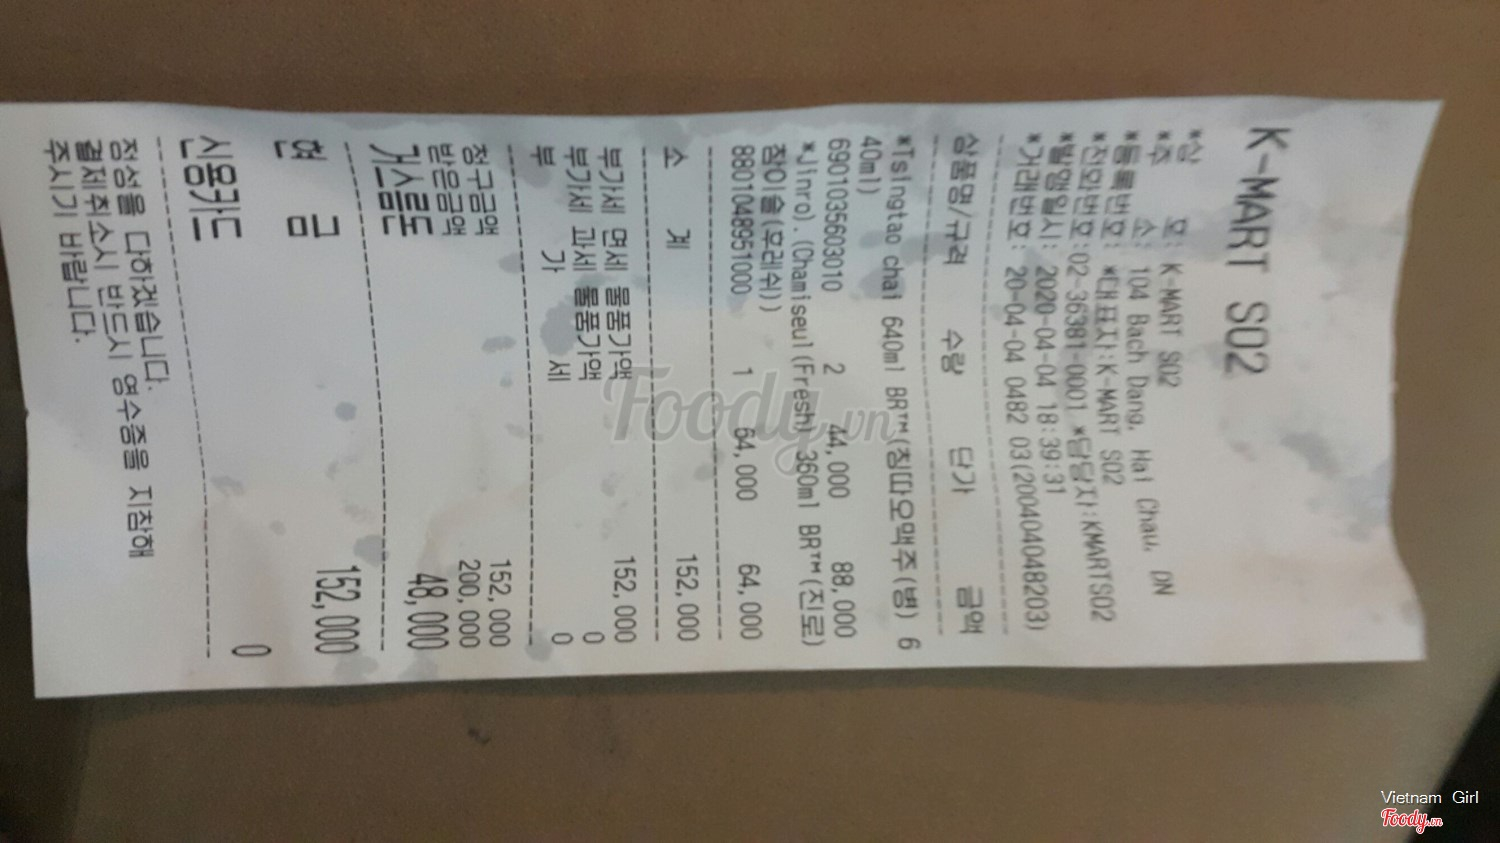 K-MART S02
*상 호: K-MART S02
*주 소: 104 Bach Dang, Hai Chau, DN
*등록번호: *대표자:K-MART S02
*전화번호:02-36381-0001 *담당자:KMARTS02
*발행일시: 2020-04-04 18:39:31
*거래번호: 20-04-04 0482 03(200404048203)
상품명/규격 수량 단가 금액
*Tsingtao chai 640ml BR™(칭따오맥주(병) 6
40ml)
6901035603010 2 44,000 88,000
*Jinro).(Chamiseul(Fresh) 360ml BR™(진로)
참이슬(후레쉬))
8801048951000 1 64,000 64,000
소 계 152,000
부가세 면세 물품가액 152,000
부가세 과세 물품가액 0
부 가 세 0
청구금액 152,000
받은금액 200,000
거스름돈 48,000
현 금 152,000
신용카드 0
정성을 다하겠습니다.
결제취소시 반드시 영수증을 지참해
주시기 바랍니다.
Foody.vn
Vietnam Girl
Foody.vn